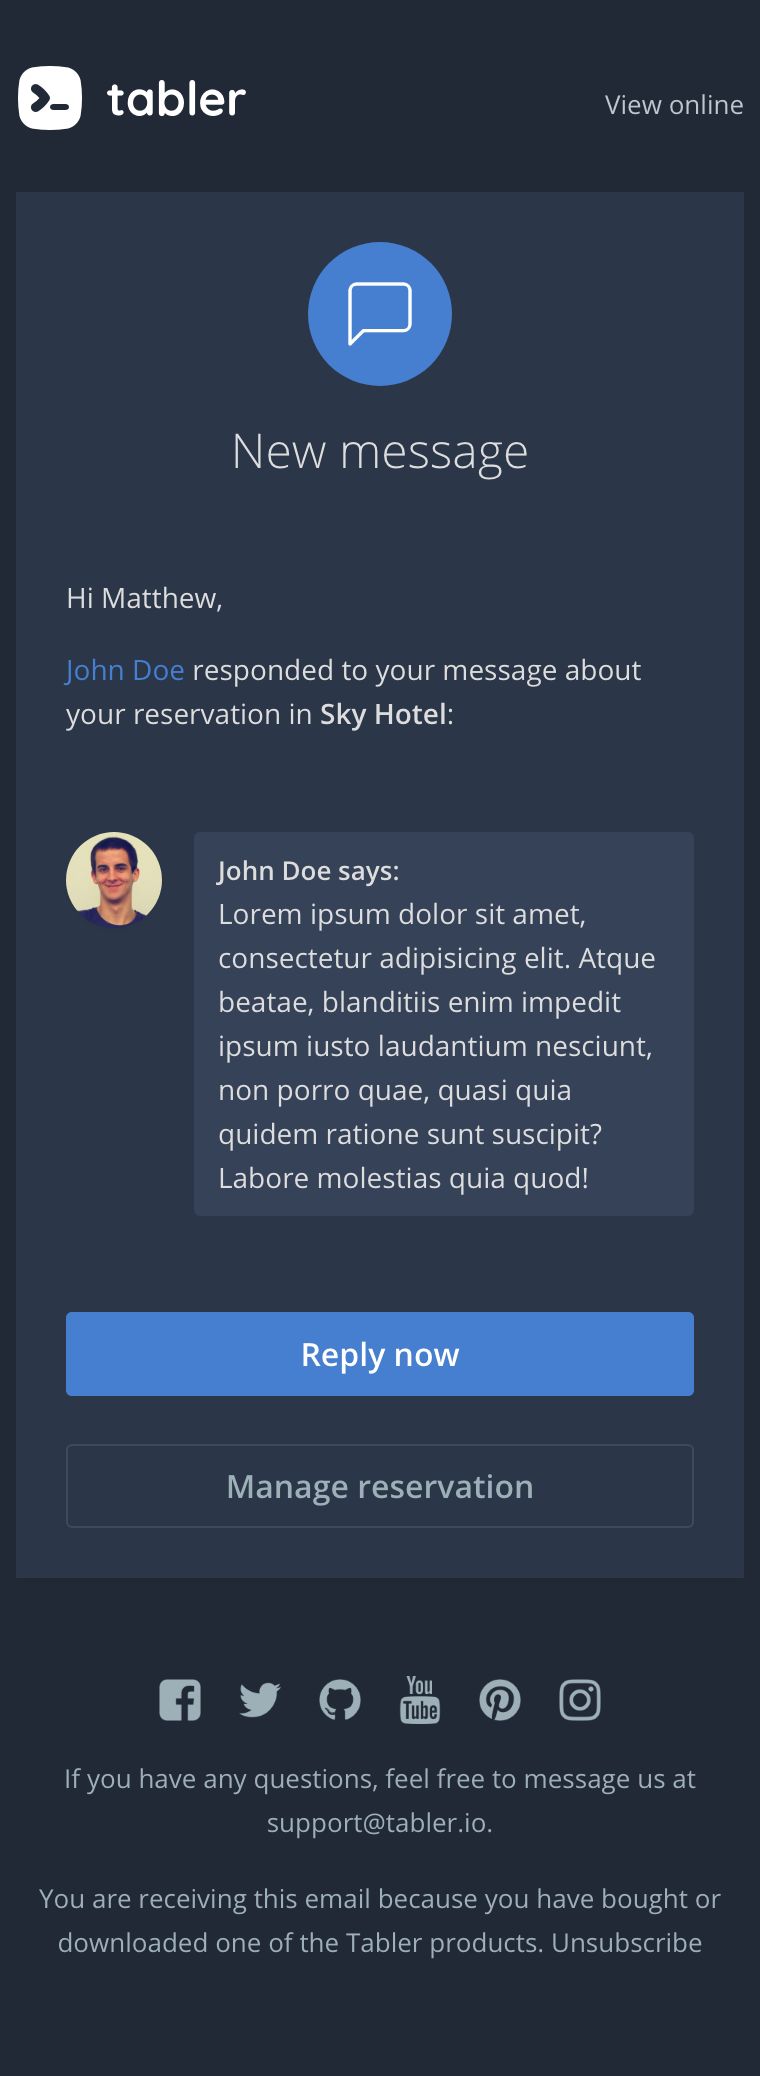 tabler
View online
New message
Hi Matthew,
John Doe responded to your message about
your reservation in Sky Hotel:
John Doe says:
Lorem ipsum dolor sit amet,
consectetur adipisicing elit. Atque
beatae, blanditiis enim impedit
ipsum iusto laudantium nesciunt,
non porro quae, quasi quia
quidem ratione sunt suscipit?
Labore molestias quia quod!
Reply now
Manage reservation
You
Tube
If you have any questions, feel free to message us at
support@tabler.io.
You are receiving this email because you have bought or
downloaded one of the Tabler products. Unsubscribe